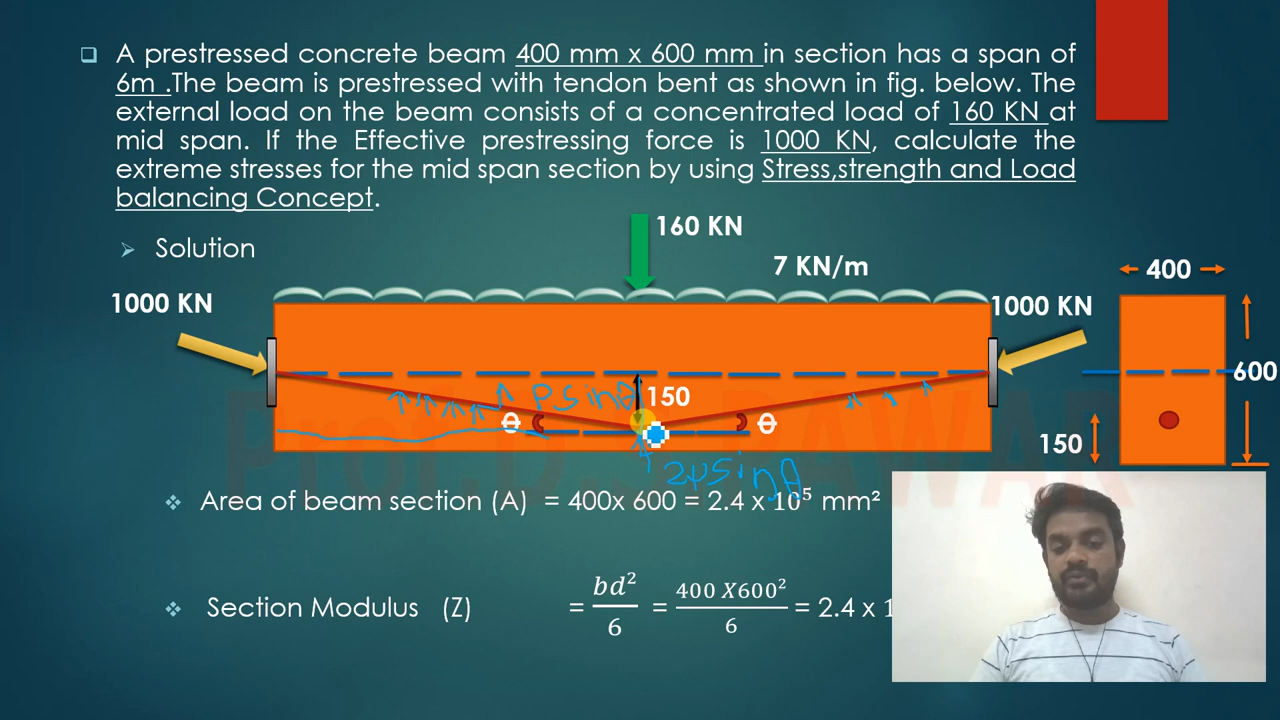 A prestressed concrete beam 400 mm x 600 mm in section has a span of
6m .The beam is prestressed with tendon bent as shown in fig. below. The
external load on the beam consists of a concentrated load of 160 KN at
mid span. If the Effective prestressing force is 1000 KN, calculate the
extreme stresses for the mid span section by using Stress,strength and Load
balancing Concept.
Solution
160 KN
7 KN/m
400
1000 KN
1000 KN
600
150
Psinθ
θ
θ
150
2psinθ
Area of beam section (A) = 400x 600 = 2.4 x 10⁵ mm²
Section Modulus (Z) = bd²/6 = 400 X600²/6 = 2.4 x 1